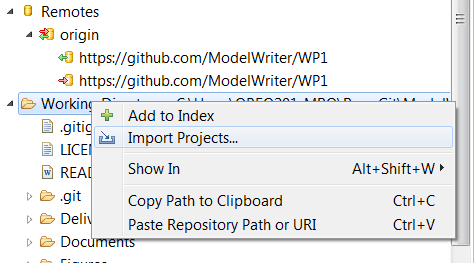 Remotes
origin
https://github.com/ModelWriter/WP1
https://github.com/ModelWriter/WP1
Working
.gitig
Add to Index
LICEN
Import Projects...
READ
Show In Alt+Shift+W
.git
Copy Path to Clipboard Ctrl+C
Deliv
Paste Repository Path or URI Ctrl+V
Documents